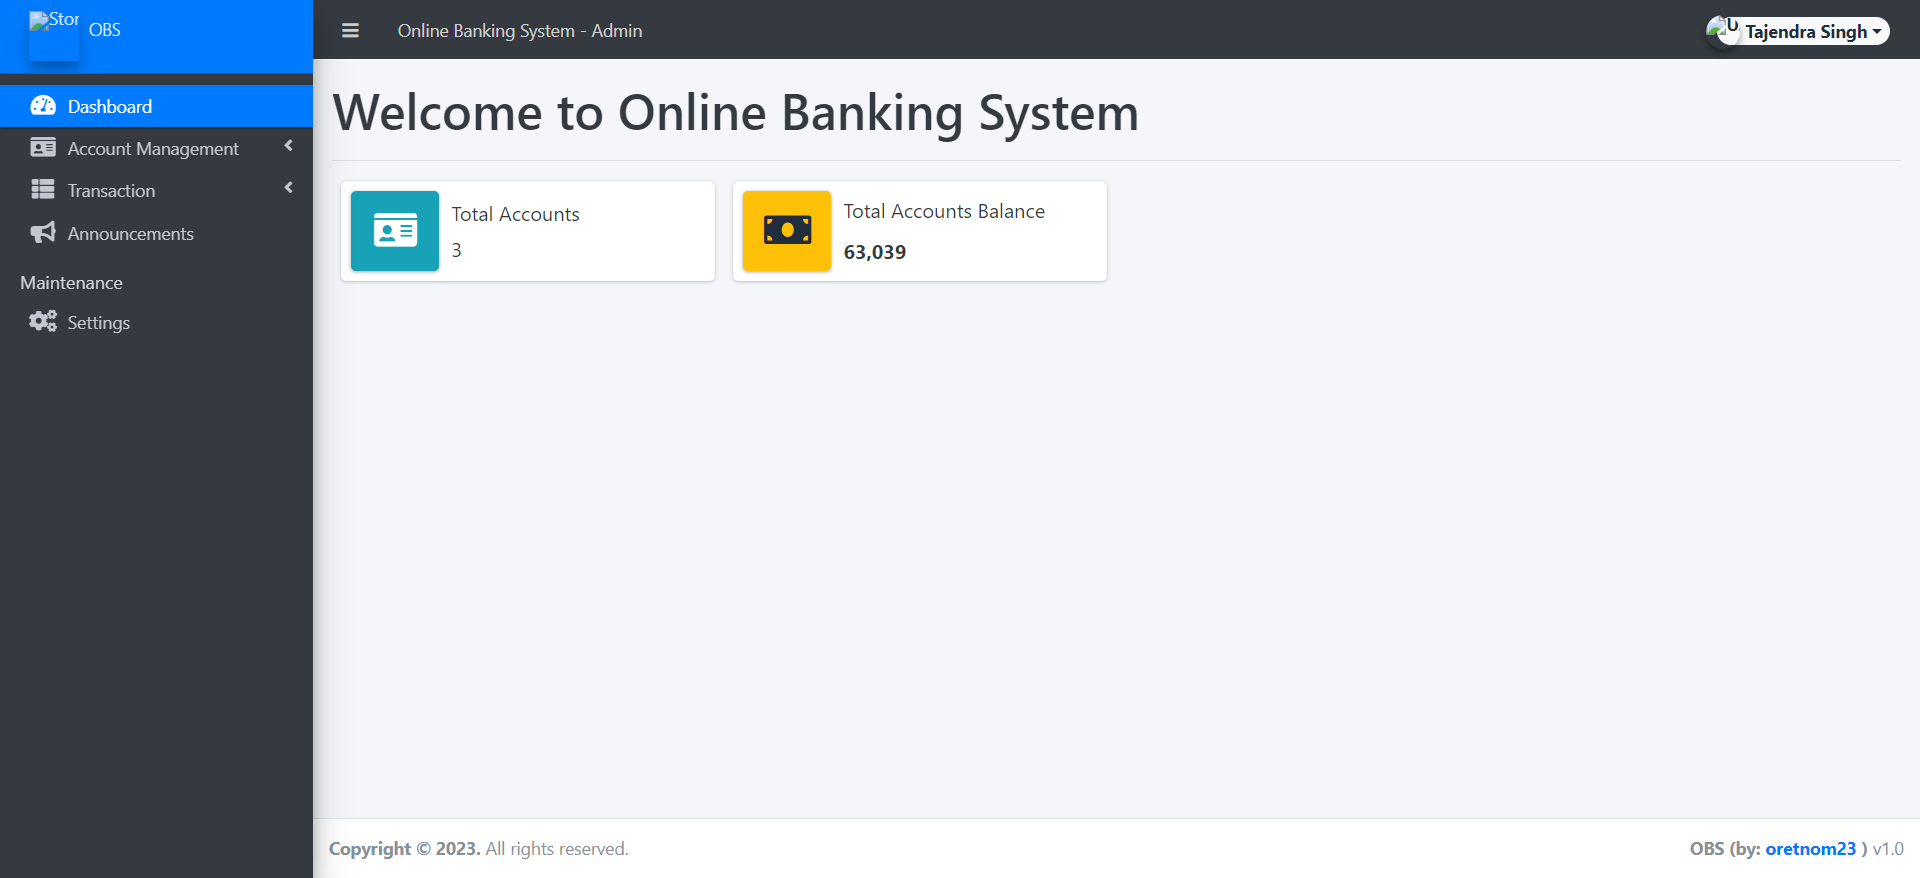 Stor
OBS
Online Banking System - Admin
U
Tajendra Singh
Dashboard
Account Management
Transaction
Announcements
Maintenance
Settings
Welcome to Online Banking System
Total Accounts
3
Total Accounts Balance
63,039
Copyright © 2023. All rights reserved.
OBS (by: oretnom23 ) v1.0